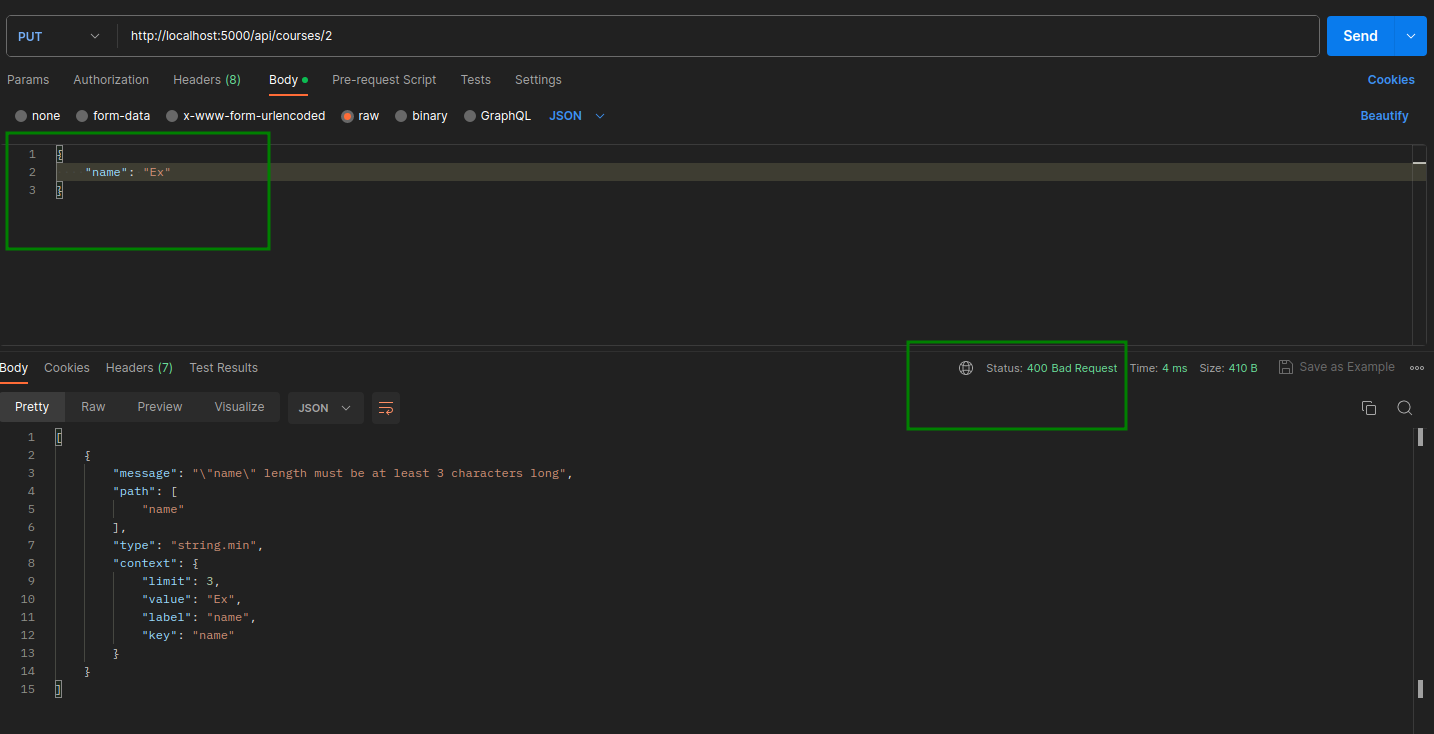 PUT http://localhost:5000/api/courses/2 Send
Params Authorization Headers (8) Body Pre-request Script Tests Settings Cookies
none form-data x-www-form-urlencoded raw binary GraphQL JSON Beautify
1 {
2 "name": "Ex"
3 }
Body Cookies Headers (7) Test Results Status: 400 Bad Request Time: 4 ms Size: 410 B Save as Example
Pretty Raw Preview Visualize JSON
1 [
2 {
3 "message": "\"name\" length must be at least 3 characters long",
4 "path": [
5 "name"
6 ],
7 "type": "string.min",
8 "context": {
9 "limit": 3,
10 "value": "Ex",
11 "label": "name",
12 "key": "name"
13 }
14 }
15 ]